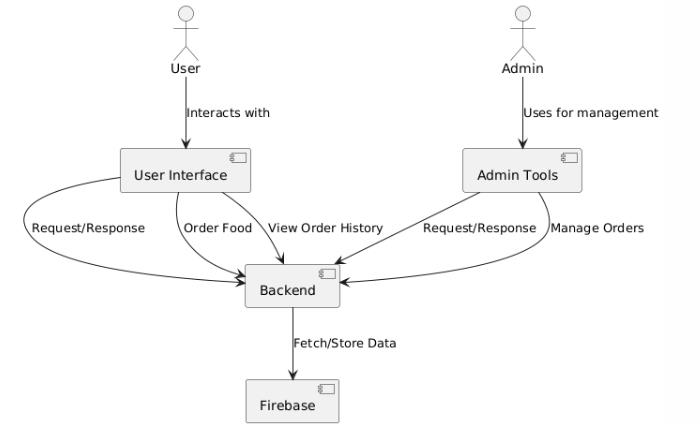 User
Admin
Interacts with
Uses for management
User Interface
Admin Tools
Request/Response
Order Food
View Order History
Request/Response
Manage Orders
Backend
Fetch/Store Data
Firebase